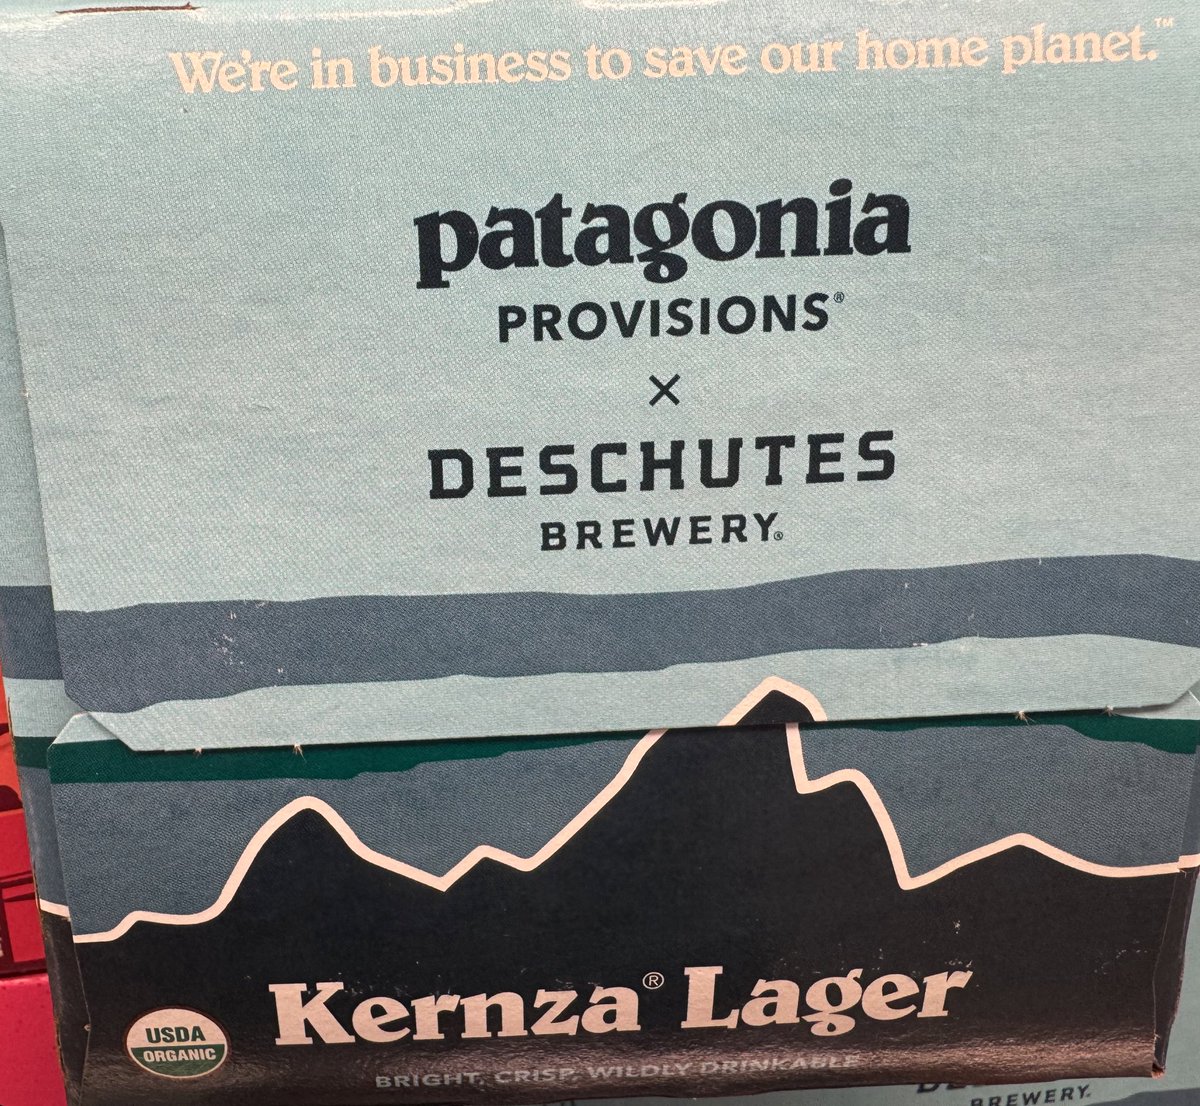 We're in business to save our home planet.™
patagonia
PROVISIONS®
×
DESCHUTES
BREWERY®
Kernza® Lager
USDA
ORGANIC
BRIGHT, CRISP, WILDLY DRINKABLE
BREWERY®